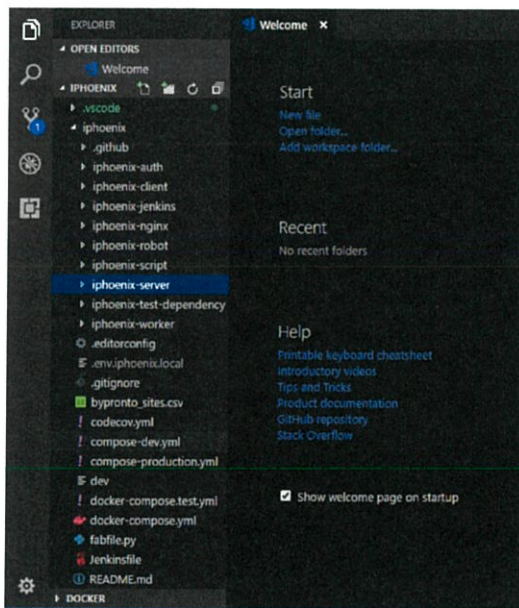 EXPLORER
OPEN EDITORS
Welcome
IPHOENIX
.vscode
iphoenix
.github
iphoenix-auth
iphoenix-client
iphoenix-jenkins
iphoenix-nginx
iphoenix-robot
iphoenix-script
iphoenix-server
iphoenix-test-dependency
iphoenix-worker
.editorconfig
.env.iphoenix.local
.gitignore
bypronto_sites.csv
codecov.yml
compose-dev.yml
compose-production.yml
dev
docker-compose.test.yml
docker-compose.yml
fabfile.py
Jenkinsfile
README.md
DOCKER
1
Welcome
Start
New file
Open folder...
Add workspace folder...
Recent
No recent folders
Help
Printable keyboard cheatsheet
Introductory videos
Tips and Tricks
Product documentation
GitHub repository
Stack Overflow
Show welcome page on startup